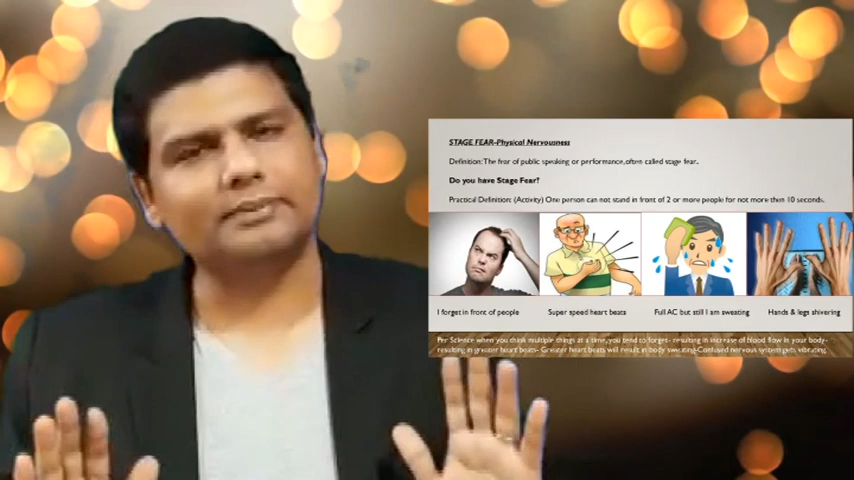 STAGE FEAR-Physical Nervousness
Definition: The fear of public speaking or performance, often called stage fear.
Do you have Stage Fear?
Practical Definition: (Activity) One person can not stand in front of 2 or more people for not more then 10 seconds.
I forget in front of people
Super speed heart beats
Full AC but still I am sweating
Hands & legs shivering
Per Science when you think multiple things at a time, you tend to forget- resulting in increase of blood flow in your body-
resulting in greater heart beats- Greater heart beats will result in body sweating-Confused nervous system gets vibrating.